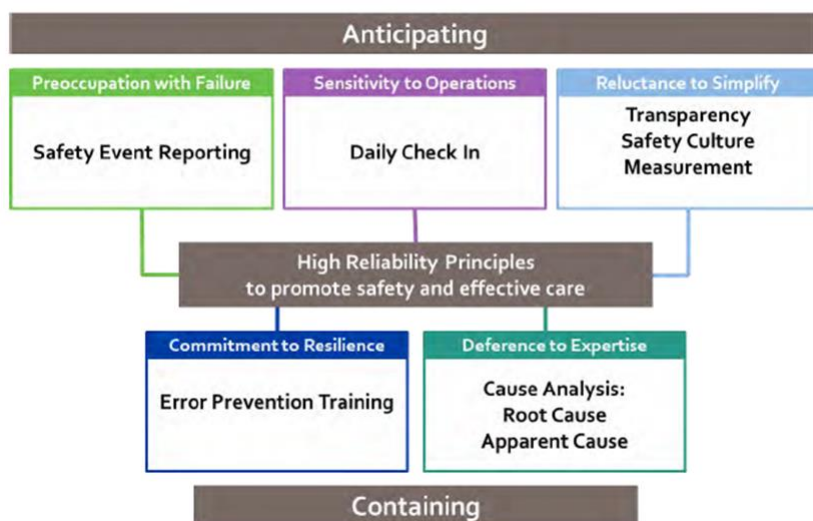 Anticipating
Preoccupation with Failure
Safety Event Reporting
Sensitivity to Operations
Daily Check In
Reluctance to Simplify
Transparency
Safety Culture
Measurement
High Reliability Principles
to promote safety and effective care
Commitment to Resilience
Error Prevention Training
Deference to Expertise
Cause Analysis:
Root Cause
Apparent Cause
Containing